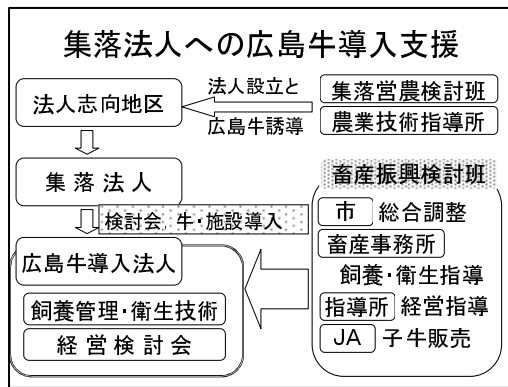 集落法人への広島牛導入支援
法人志向地区
法人設立と
広島牛誘導
集落営農検討班
農業技術指導所
集落法人
検討会、牛・施設導入
広島牛導入法人
飼養管理・衛生技術
経営検討会
畜産振興検討班
市 総合調整
畜産事務所
飼養・衛生指導
指導所 経営指導
JA 子牛販売